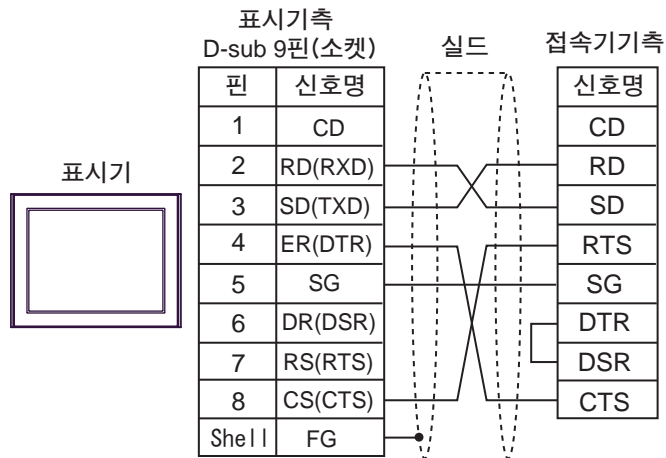 표시기측
D-sub 9핀(소켓)
실드
접속기기측
표시기
핀 신호명 신호명
1 CD CD
2 RD(RXD) RD
3 SD(TXD) SD
4 ER(DTR) RTS
5 SG SG
6 DR(DSR) DTR
7 RS(RTS) DSR
8 CS(CTS) CTS
Shell FG